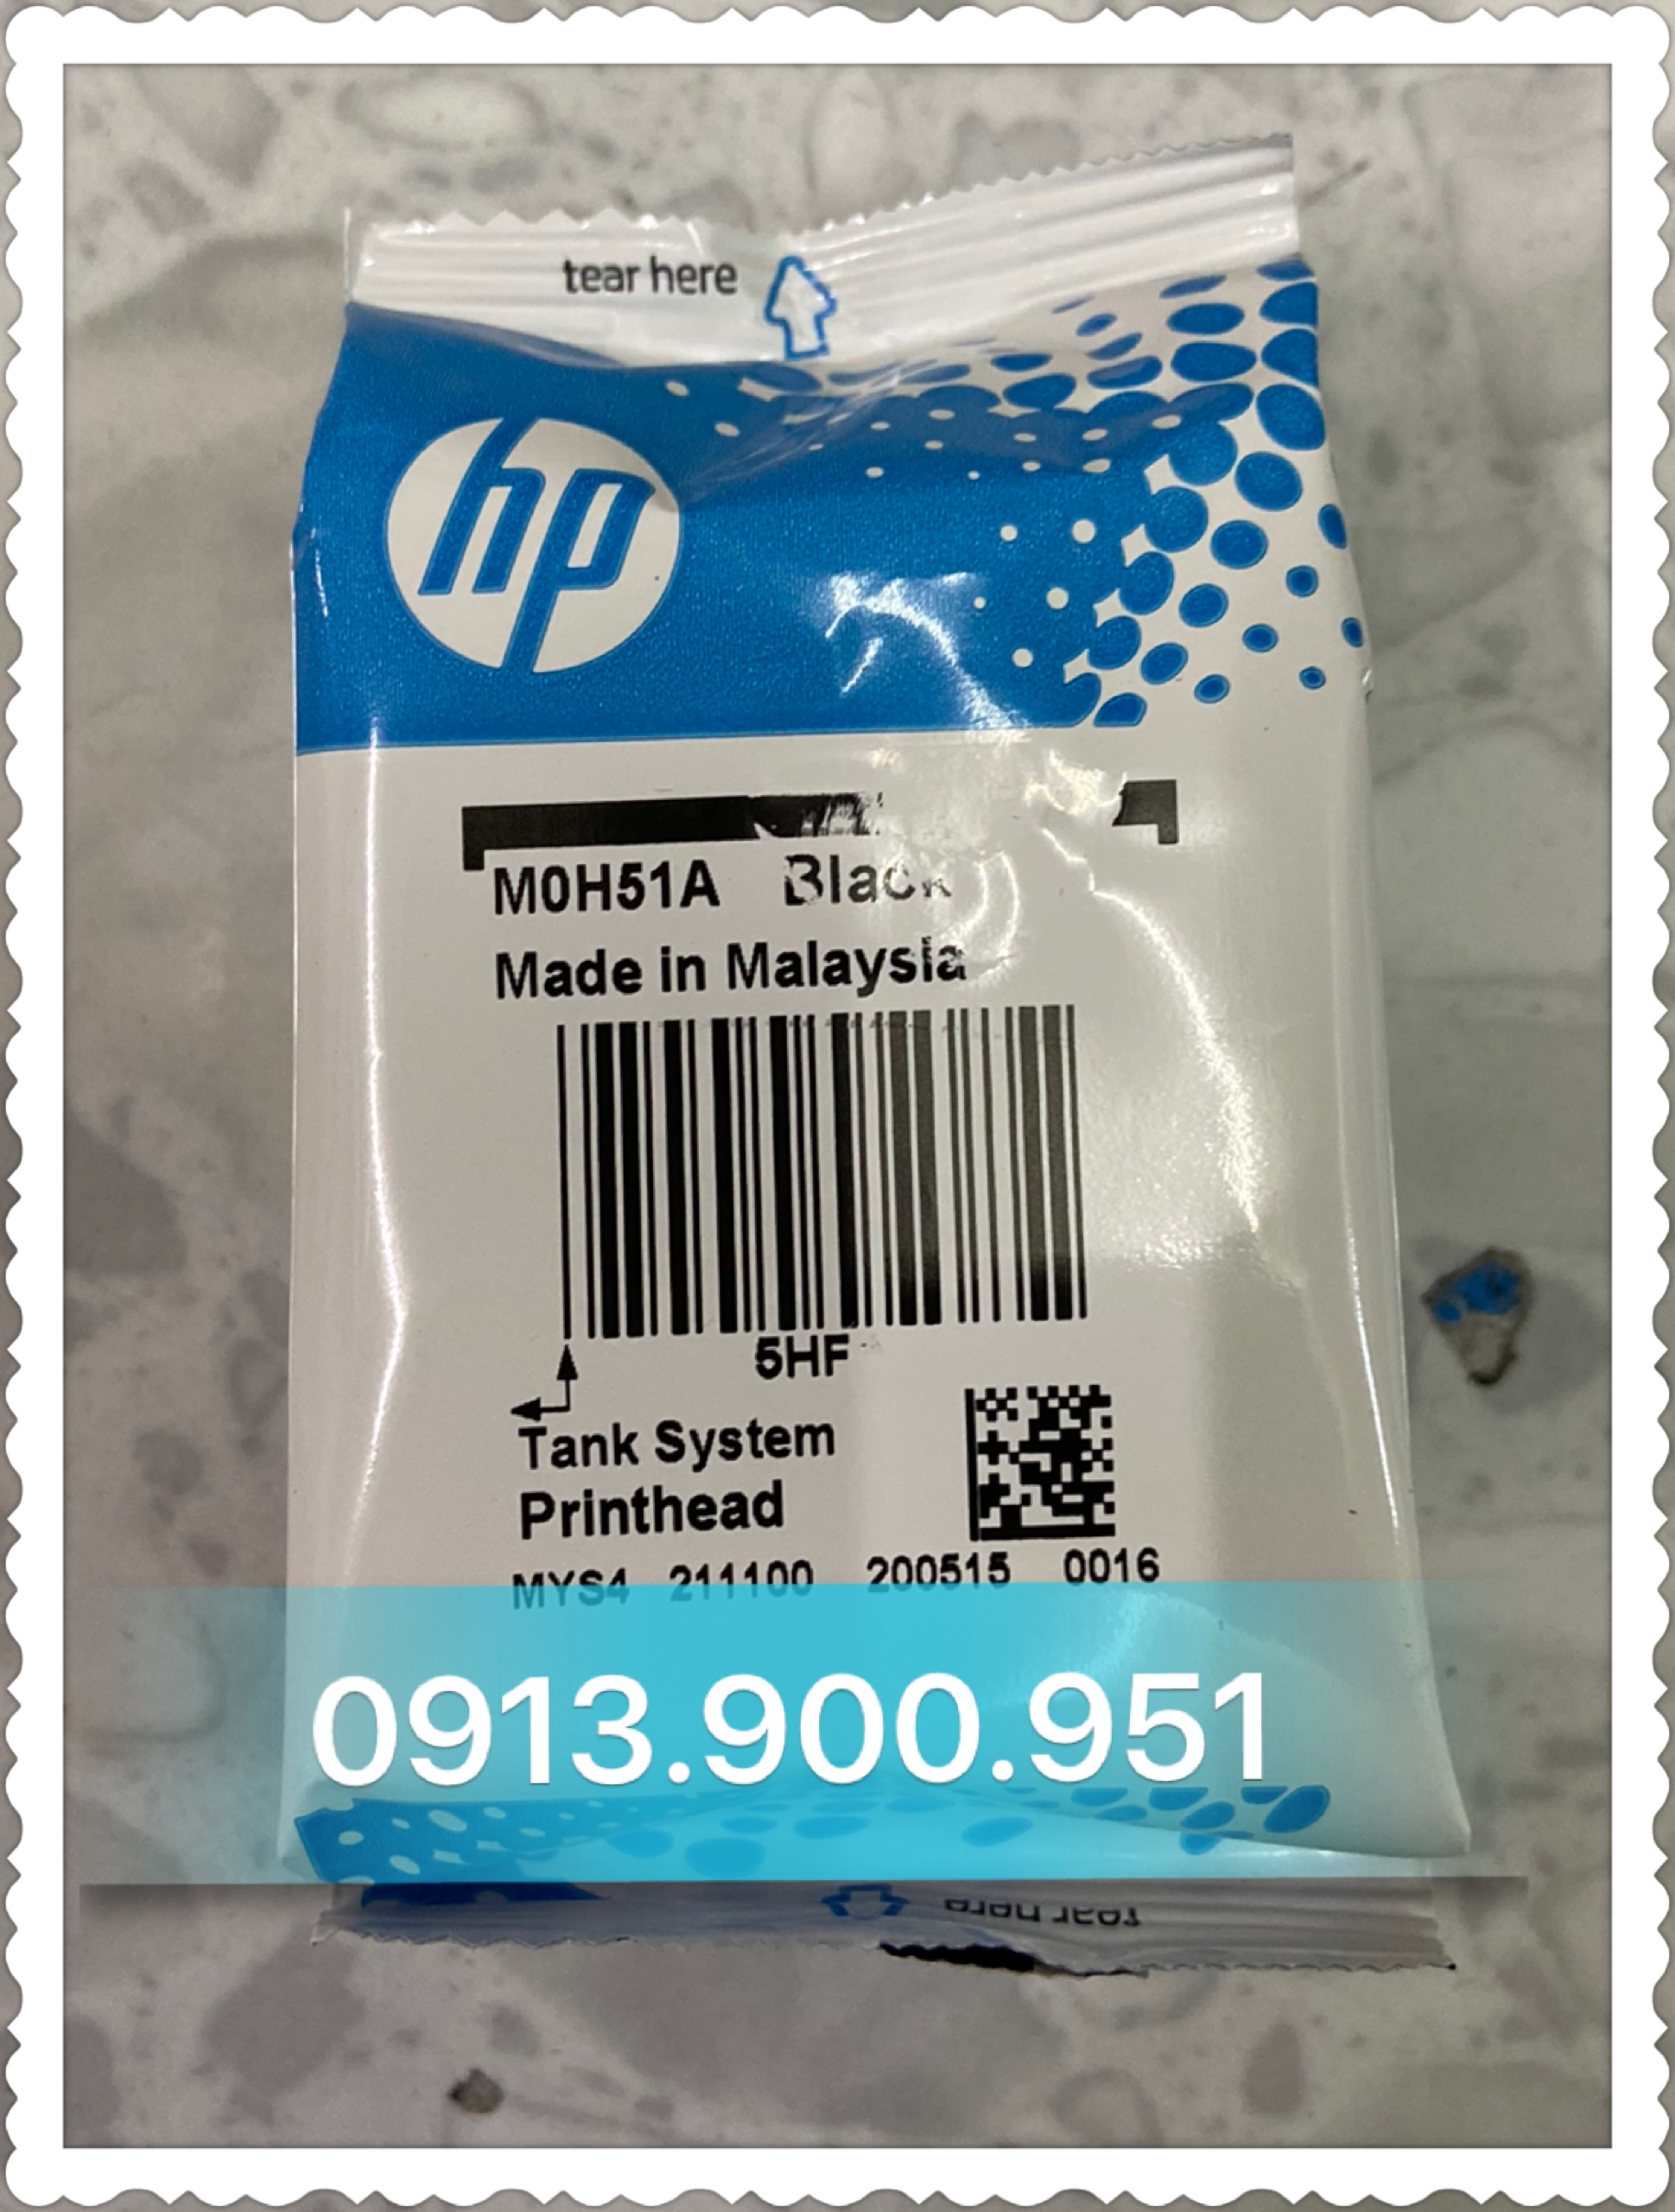 tear here
hp
M0H51A Black
Made in Malaysia
5HF
Tank System
Printhead
MYS4 211100 200515 0016
0913.900.951
tear here